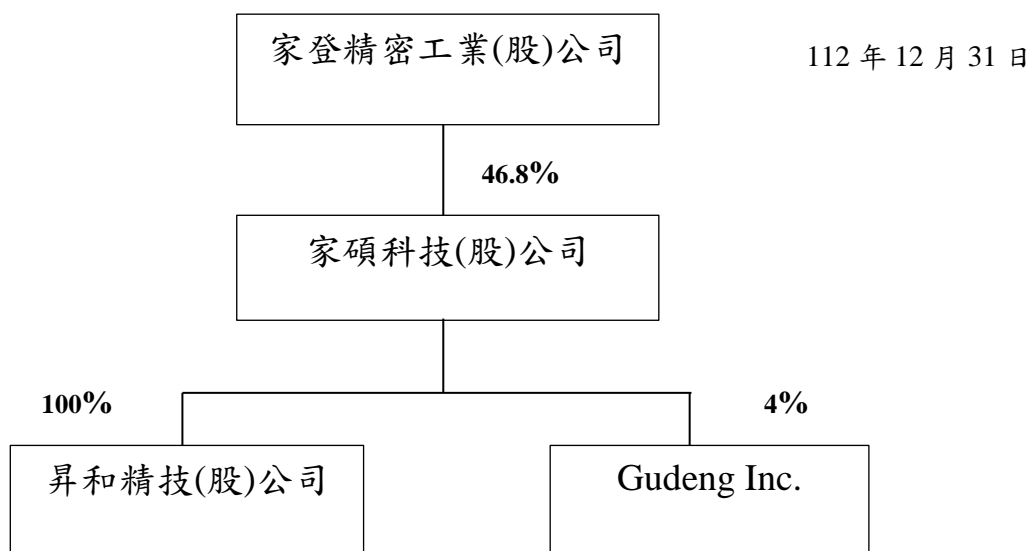 家登精密工業(股)公司
112 年 12 月 31 日
46.8%
家碩科技(股)公司
100%
4%
昇和精技(股)公司
Gudeng Inc.